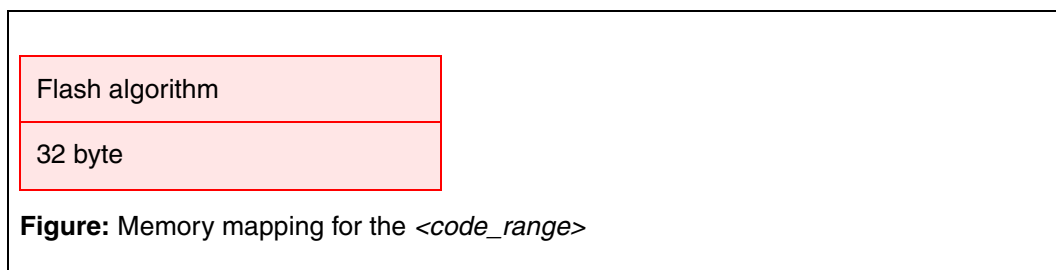 Flash algorithm
32 byte
Figure: Memory mapping for the <code_range>